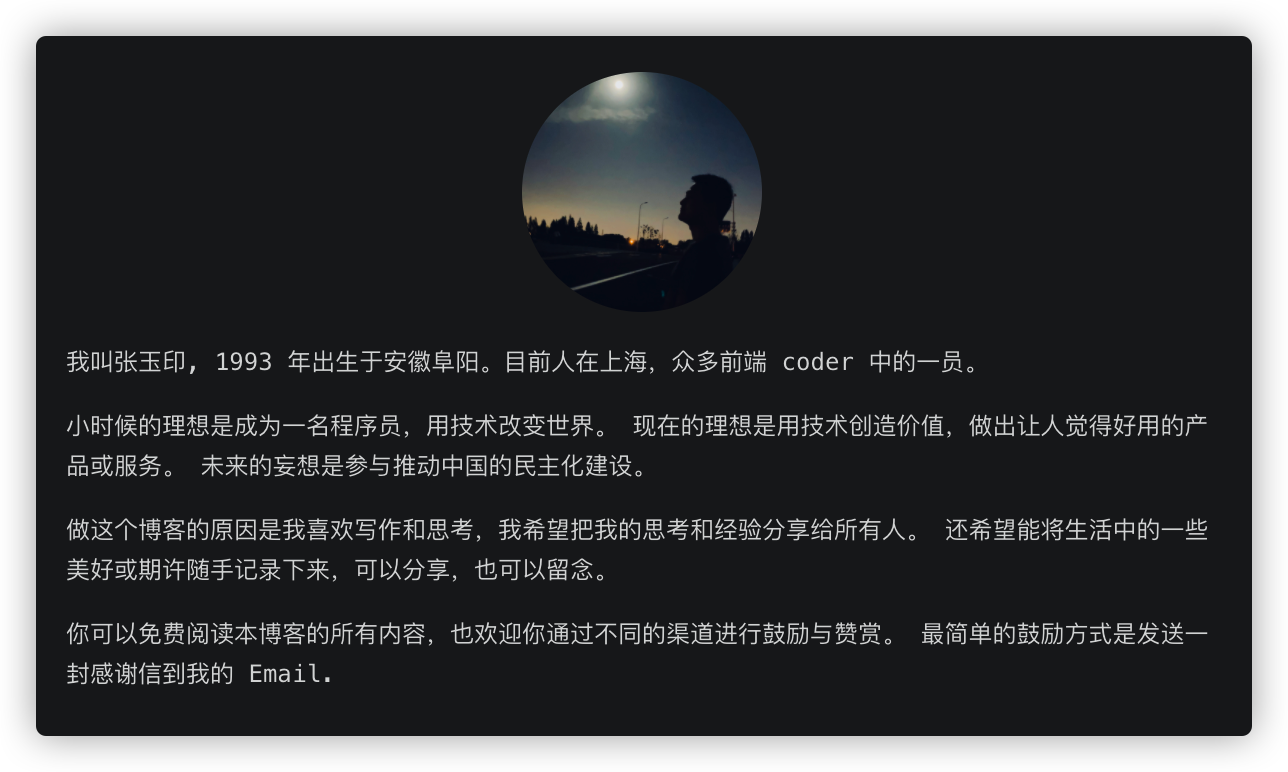 我叫张玉印, 1993 年出生于安徽阜阳。目前人在上海，众多前端 coder 中的一员。
小时候的理想是成为一名程序员，用技术改变世界。 现在的理想是用技术创造价值，做出让人觉得好用的产
品或服务。 未来的妄想是参与推动中国的民主化建设。
做这个博客的原因是我喜欢写作和思考，我希望把我的思考和经验分享给所有人。 还希望能将生活中的一些
美好或期许随手记录下来，可以分享，也可以留念。
你可以免费阅读本博客的所有内容，也欢迎你通过不同的渠道进行鼓励与赞赏。 最简单的鼓励方式是发送一
封感谢信到我的 Email.